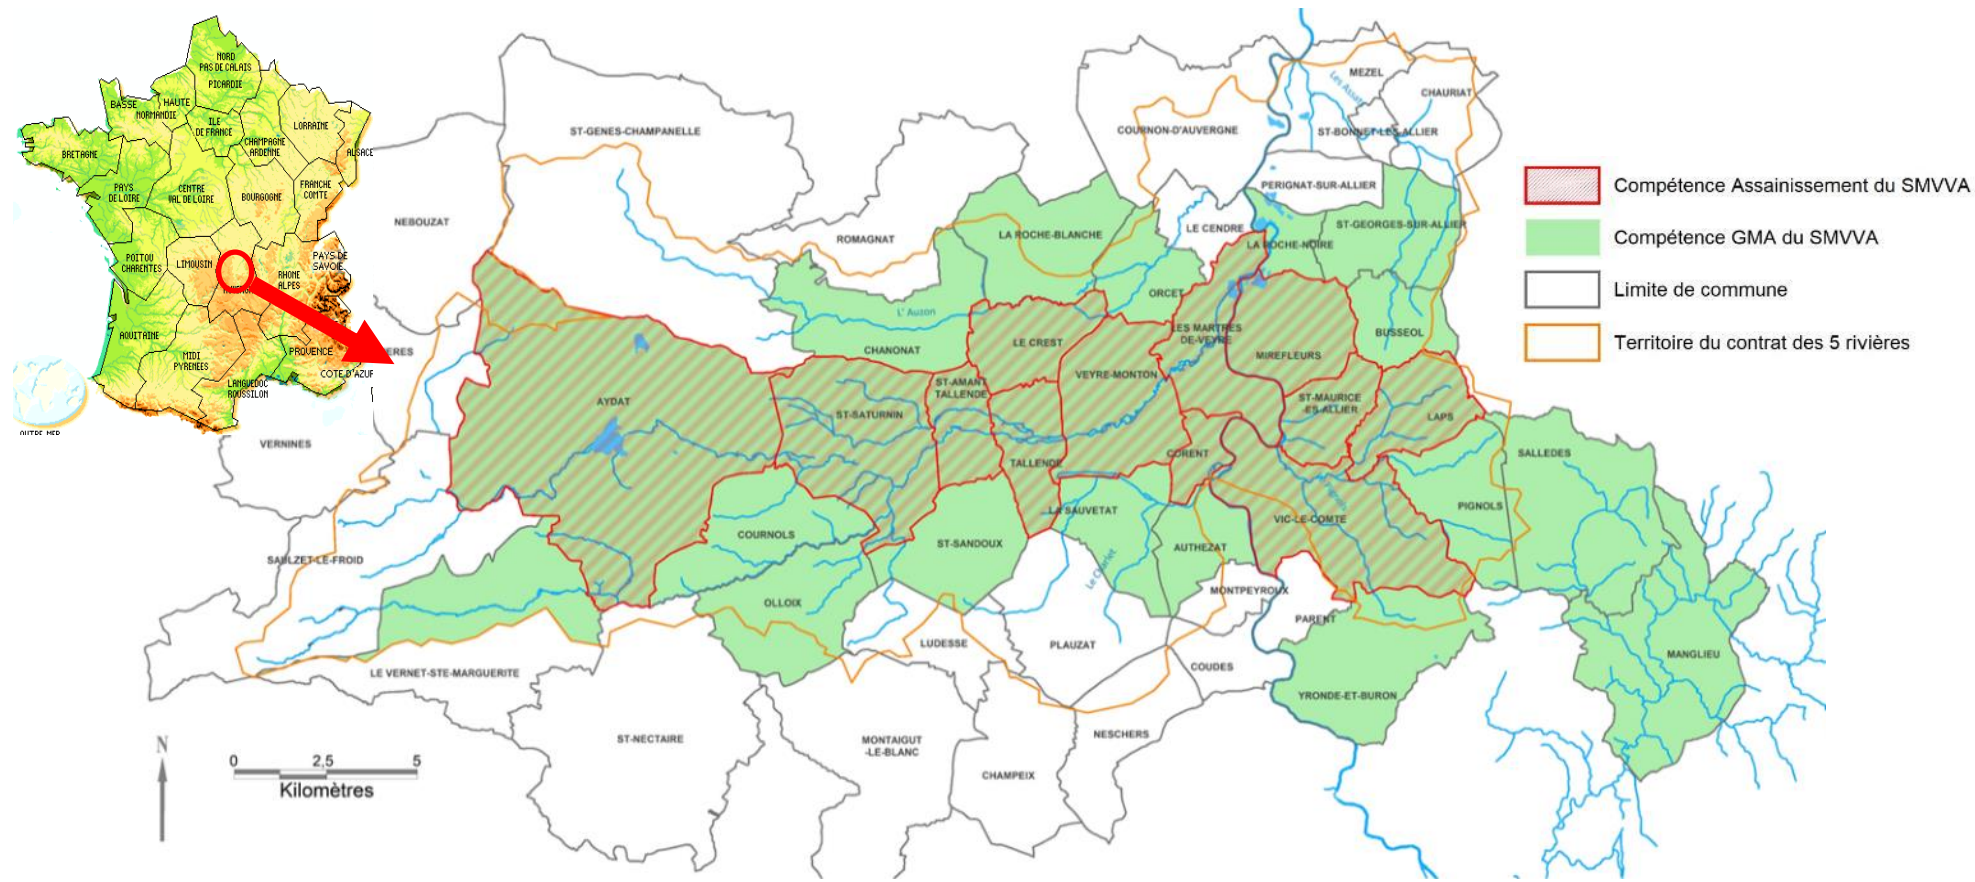 NORD
PAS DE CALAIS
PICARDIE
BASSE
NORMANDIE
HAUTE
ILE
DE FRANCE
CHAMPAGNE
ARDENNE
LORRAINE
ALSACE
BRETAGNE
PAYS
DE LOIRE
CENTRE
VAL DE LOIRE
BOURGOGNE
FRANCHE
COMTE
POITOU
CHARENTES
LIMOUSIN
RHONE
ALPES
PAYS DE
SAVOIE
AQUITAINE
MIDI
PYRENEES
LANGUEDOC
ROUSSILON
PROVENCE
COTE D'AZUR
OUTRE MER
ST-GENES-CHAMPANELLE
NEBOUZAT
ROMAGNAT
COURNON-D'AUVERGNE
MEZEL
CHAURIAT
Les Assat
ST-BONNET-LES-ALLIER
PERIGNAT-SUR-ALLIER
LE CENDRE
ST-GEORGES-SUR-ALLIER
LA ROCHE-NOIRE
LA ROCHE-BLANCHE
ORCET
L' Auzon
CHANONAT
LE CREST
LES MARTRES
DE-VEYRE
MIREFLEURS
BUSSEOL
ERES
AYDAT
ST-AMANT
TALLENDE
VEYRE-MONTON
ST-SATURNIN
ST-MAURICE
-ES-ALLIER
LAPS
VERNINES
TALLENDE
CORENT
SALLEDES
PIGNOLS
LA SAUVETAT
VIC-LE-COMTE
COURNOLS
ST-SANDOUX
AUTHEZAT
Le Charlet
SAULZET-LE-FROID
OLLOIX
MONTPEYROUX
PARENT
LUDESSE
PLAUZAT
COUDES
MANGLIEU
LE VERNET-STE-MARGUERITE
YRONDE-ET-BURON
ST-NECTAIRE
MONTAIGUT
-LE-BLANC
NESCHERS
CHAMPEIX
N
0 2,5 5
Kilomètres
Compétence Assainissement du SMVVA
Compétence GMA du SMVVA
Limite de commune
Territoire du contrat des 5 rivières